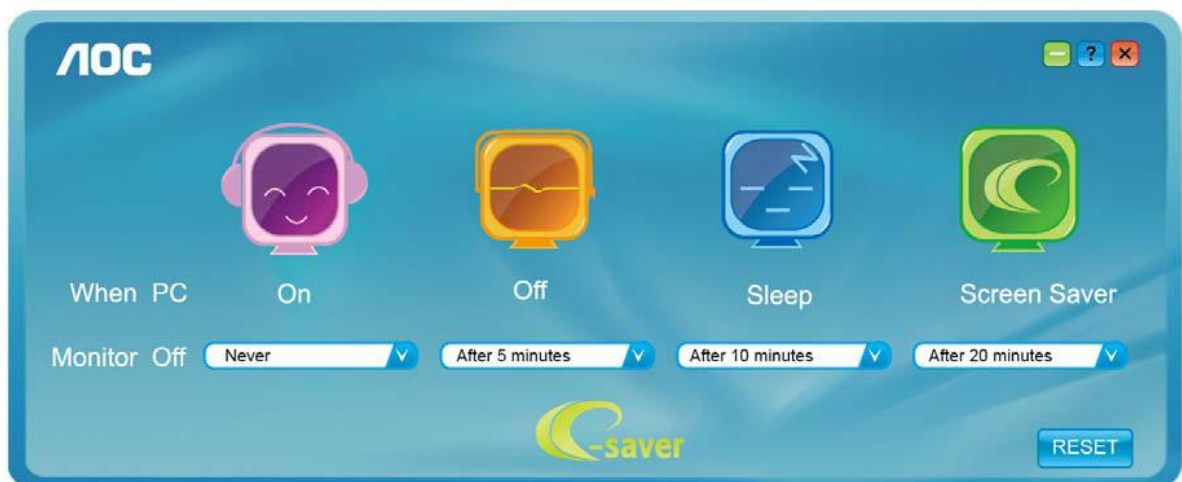 AOC
?
When PC On Off Sleep Screen Saver
Monitor Off Never After 5 minutes After 10 minutes After 20 minutes
e-saver
RESET